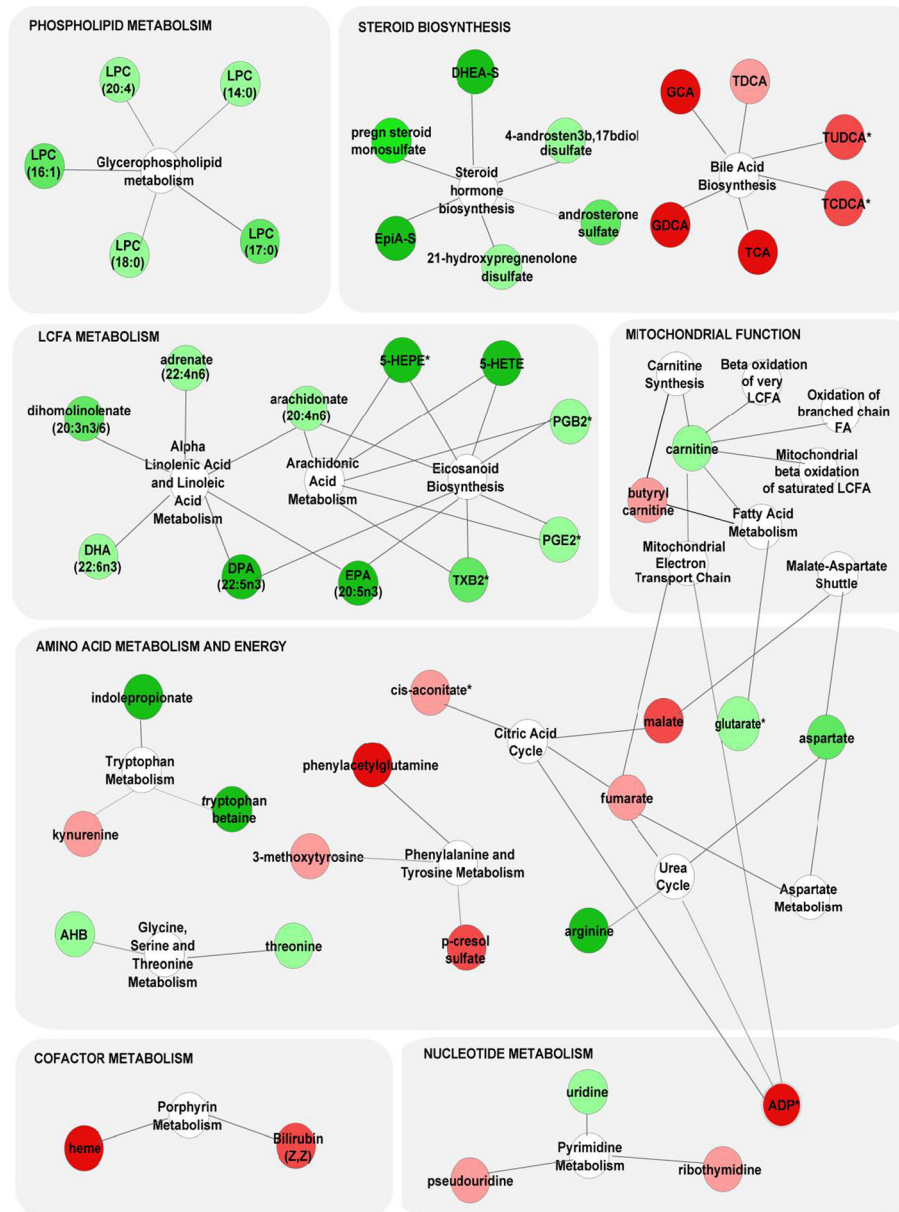 PHOSPHOLIPID METABOLSIM
LPC
(20:4)
LPC
(14:0)
LPC
(16:1)
Glycerophospholipid
metabolism
LPC
(18:0)
LPC
(17:0)
STEROID BIOSYNTHESIS
DHEA-S
pregn steroid
monosulfate
4-androsten3b,17bdiol
disulfate
Steroid
hormone
biosynthesis
androsterone
sulfate
EpiA-S
21-hydroxypregnenolone
disulfate
GCA
TDCA
TUDCA*
Bile Acid
Biosynthesis
TCDCA*
GDCA
TCA
LCFA METABOLISM
adrenate
(22:4n6)
5-HEPE*
5-HETE
dihomolinolenate
(20:3n3/6)
arachidonate
(20:4n6)
PGB2*
Alpha
Linolenic Acid
and Linoleic
Acid
Metabolism
Arachidonic
Acid
Metabolism
Eicosanoid
Biosynthesis
DHA
(22:6n3)
DPA
(22:5n3)
EPA
(20:5n3)
TXB2*
PGE2*
MITOCHONDRIAL FUNCTION
Carnitine
Synthesis
Beta oxidation
of very
LCFA
Oxidation of
branched chain
FA
carnitine
Mitochondrial
beta oxidation
of saturated LCFA
butyryl
carnitine
Fatty Acid
Metabolism
Mitochondrial
Electron
Transport Chain
Malate-Aspartate
Shuttle
AMINO ACID METABOLISM AND ENERGY
indolepropionate
cis-aconitate*
Tryptophan
Metabolism
Citric Acid
Cycle
malate
glutarate*
aspartate
phenylacetylglutamine
tryptophan
betaine
kynurenine
fumarate
3-methoxytyrosine
Phenylalanine and
Tyrosine Metabolism
Urea
Cycle
Aspartate
Metabolism
AHB
Glycine,
Serine and
Threonine
Metabolism
threonine
p-cresol
sulfate
arginine
COFACTOR METABOLISM
Porphyrin
Metabolism
heme
Bilirubin
(Z,Z)
NUCLEOTIDE METABOLISM
uridine
ADP*
Pyrimidine
Metabolism
pseudouridine
ribothymidine